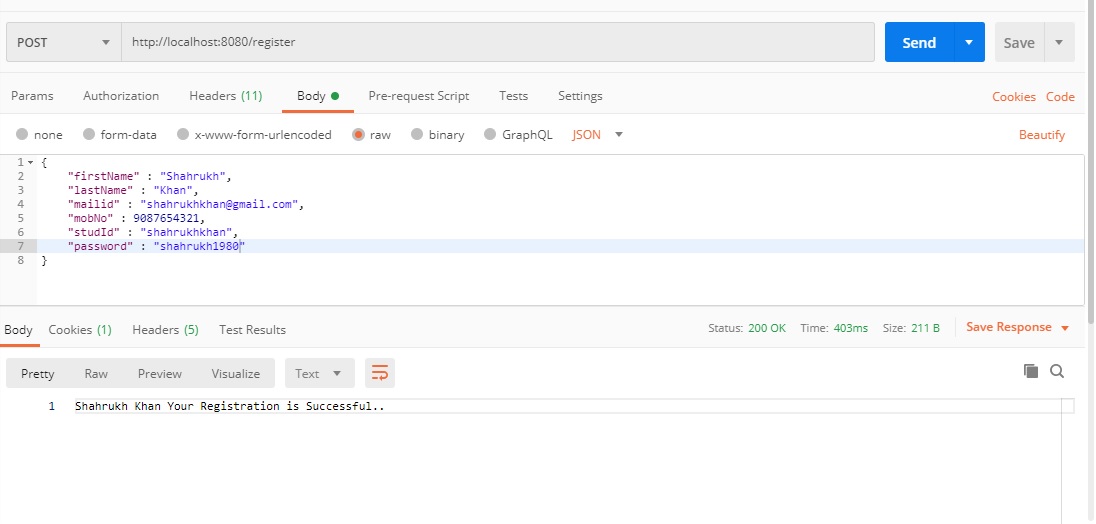 POST http://localhost:8080/register Send Save
Params Authorization Headers (11) Body Pre-request Script Tests Settings Cookies Code
none form-data x-www-form-urlencoded raw binary GraphQL JSON Beautify
1 {
2 "firstName" : "Shahrukh",
3 "lastName" : "Khan",
4 "mailid" : "shahrukhkhan@gmail.com",
5 "mobNo" : 9087654321,
6 "studId" : "shahrukhkhan",
7 "password" : "shahrukh1980"
8 }
Body Cookies (1) Headers (5) Test Results Status: 200 OK Time: 403ms Size: 211 B Save Response
Pretty Raw Preview Visualize Text
1 Shahrukh Khan Your Registration is Successful..